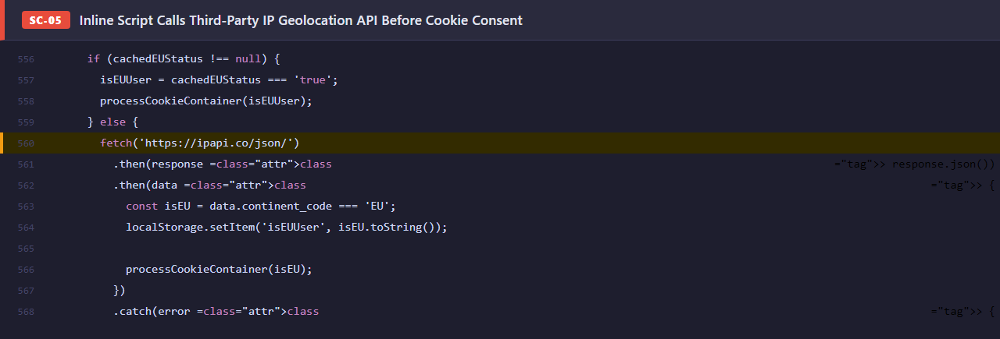 SC-05 Inline Script Calls Third-Party IP Geolocation API Before Cookie Consent
556 if (cachedEUStatus !== null) {
557 isEUUser = cachedEUStatus === 'true';
558 processCookieContainer(isEUUser);
559 } else {
560 fetch('https://ipapi.co/json/')
561 .then(response =class="attr">class ="tag">> response.json())
562 .then(data =class="attr">class ="tag">> {
563 const isEU = data.continent_code === 'EU';
564 localStorage.setItem('isEUUser', isEU.toString());
565
566 processCookieContainer(isEU);
567 })
568 .catch(error =class="attr">class ="tag">> {